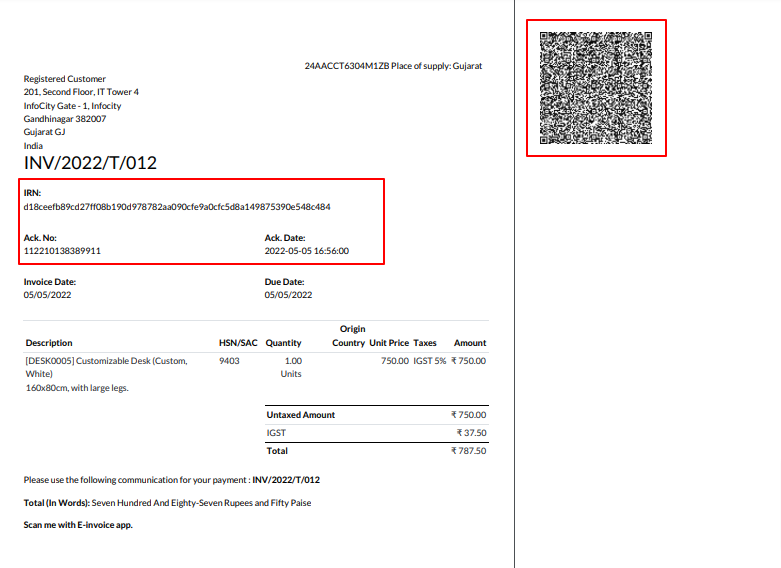 24AACCT6304M1ZB Place of supply: Gujarat
Registered Customer
201, Second Floor, IT Tower 4
InfoCity Gate - 1, Infocity
Gandhinagar 382007
Gujarat GJ
India
INV/2022/T/012
IRN:
d18ceefb89cd27ff08b190d978782aa090cfe9a0cfc5d8a149875390e548c484
Ack. No: Ack. Date:
112210138389911 2022-05-05 16:56:00
Invoice Date: Due Date:
05/05/2022 05/05/2022
Origin
Description HSN/SAC Quantity Country Unit Price Taxes Amount
[DESK0005] Customizable Desk (Custom, 9403 1.00 750.00 IGST 5% ₹ 750.00
White) Units
160x80cm, with large legs.
Untaxed Amount ₹ 750.00
IGST ₹ 37.50
Total ₹ 787.50
Please use the following communication for your payment : INV/2022/T/012
Total (In Words): Seven Hundred And Eighty-Seven Rupees and Fifty Paise
Scan me with E-invoice app.